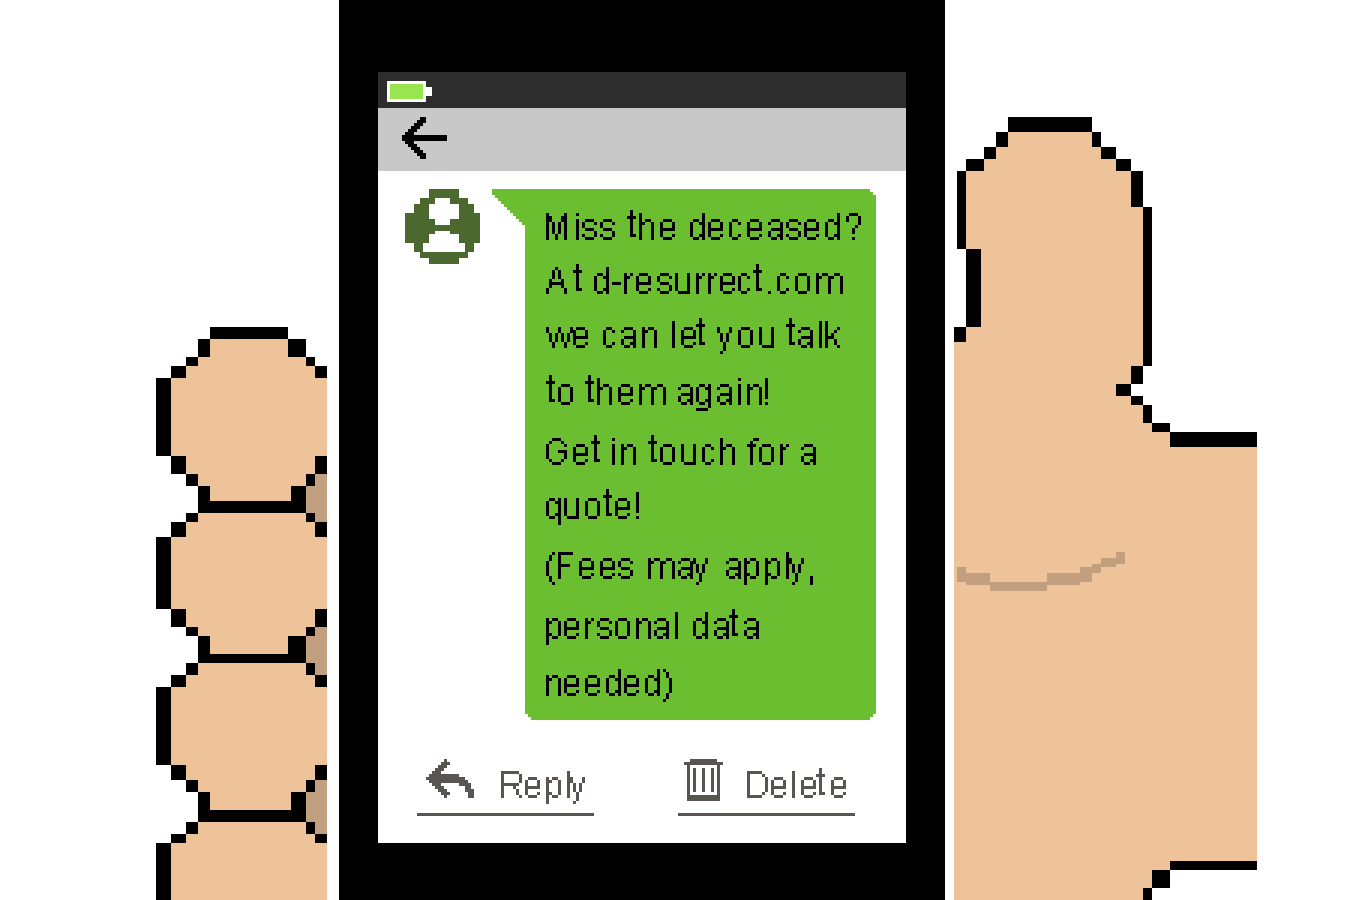 Miss the deceased?
At d-resurrect.com
we can let you talk
to them again!
Get in touch for a
quote!
(Fees may apply,
personal data
needed)
Reply
Delete